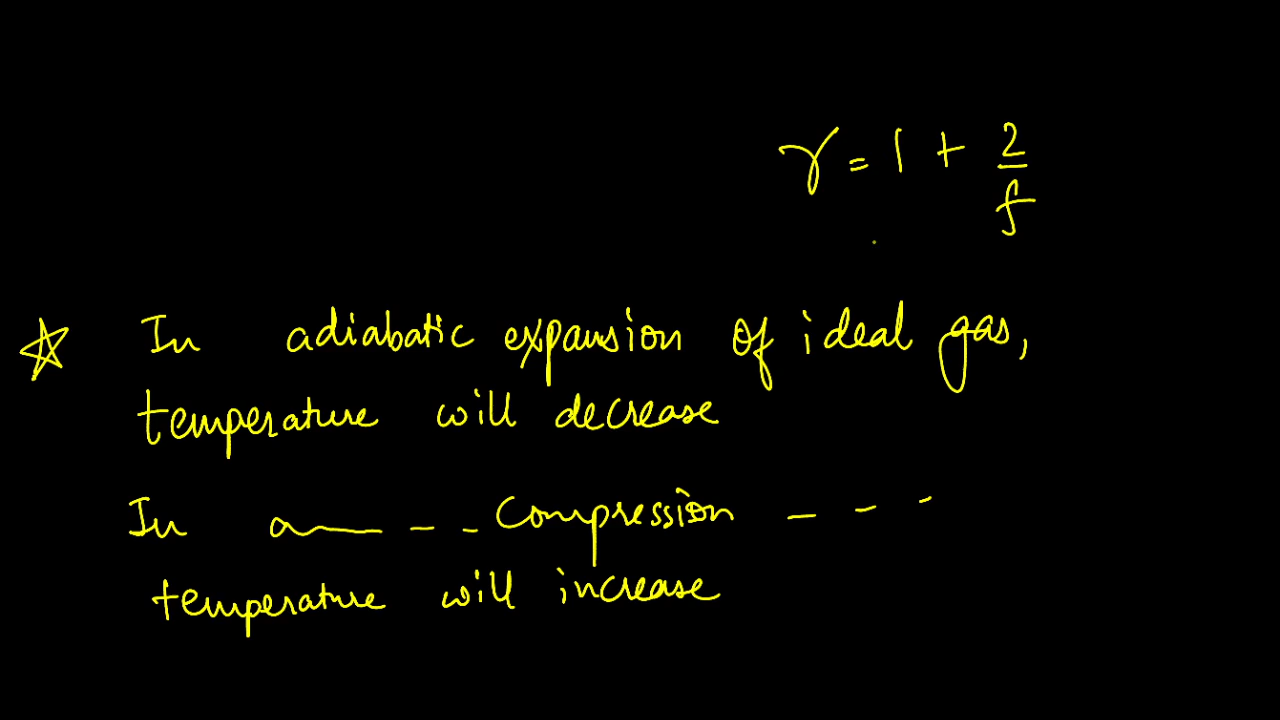 γ = 1 + 2/f
☆ In adiabatic expansion of ideal gas,
temperature will decrease
In a—— - - Compression - - -
temperature will increase